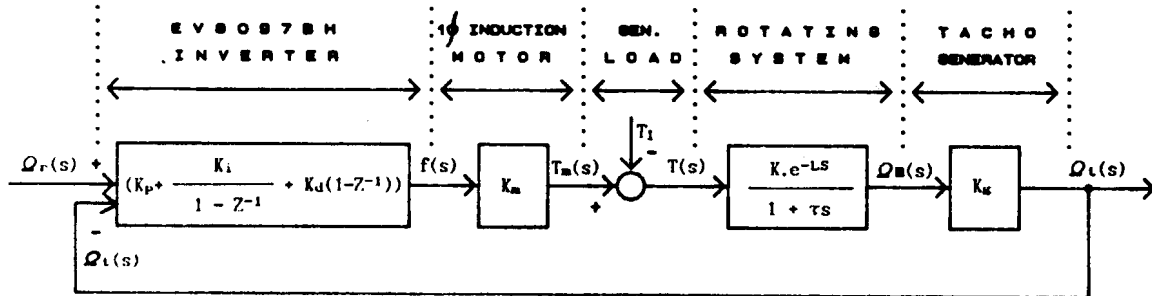 EVS097BH INVERTER
1ϕ INDUCTION MOTOR
GEN. LOAD
ROTATING SYSTEM
TACHO GENERATOR
Ωr(s)
+
(Kp+ Ki / 1 - Z⁻¹ + Kd(1-Z⁻¹))
f(s)
Km
Tm(s)
+
Tl
-
T(s)
K.e⁻ᴸˢ
1 + τs
Ωm(s)
Kg
Ωt(s)
-
Ωt(s)